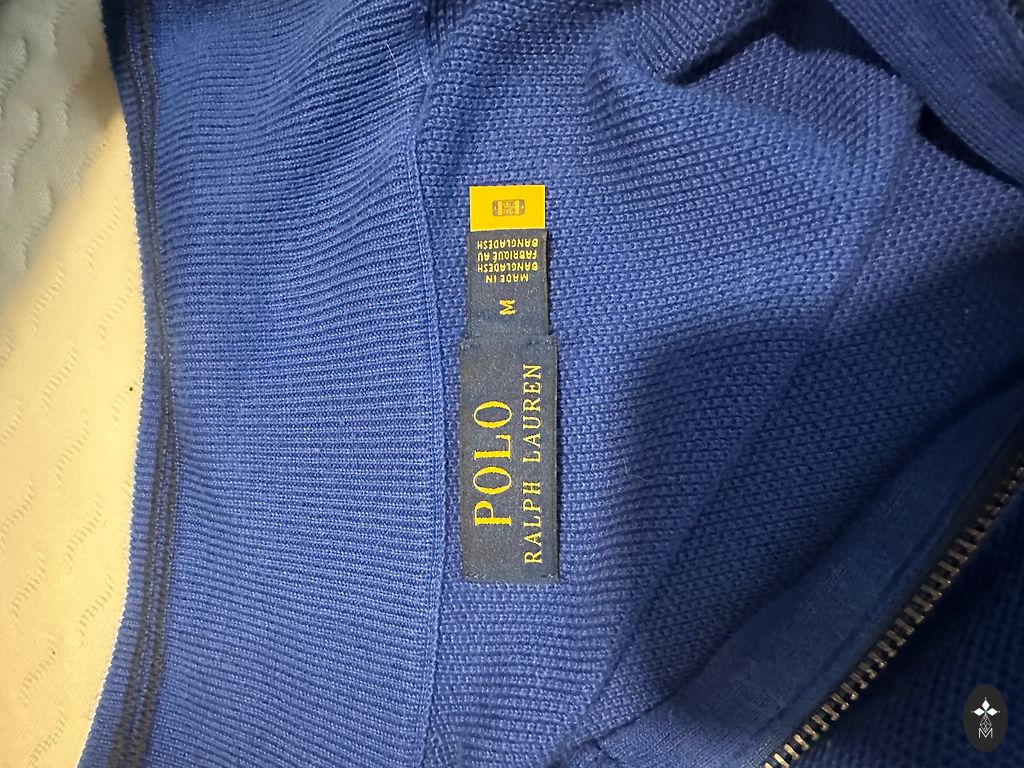 POLO
RALPH LAUREN
M
MADE IN
BANGLADESH
FABRIQUÉ AU
BANGLADESH
M